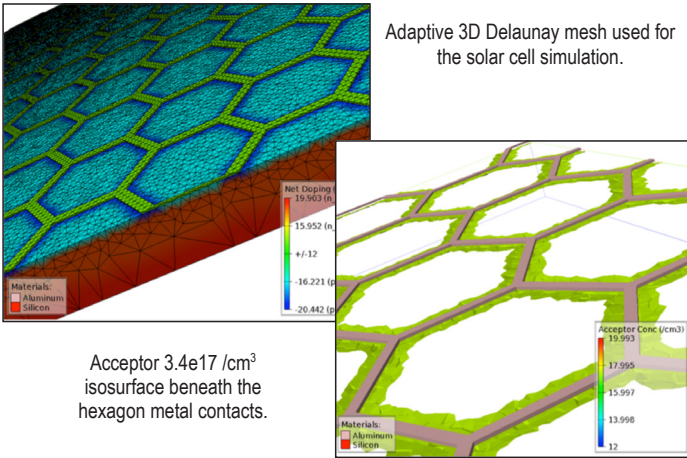 Adaptive 3D Delaunay mesh used for
the solar cell simulation.
Net Doping (
19.903 (n_
15.952 (n_
+/-12
-16.221 (p
-20.442 (p
Materials:
Aluminum
Silicon
Acceptor 3.4e17 /cm³
isosurface beneath the
hexagon metal contacts.
Acceptor Conc (/cm3)
19.993
17.995
15.997
13.998
12
Materials:
Aluminum
Silicon